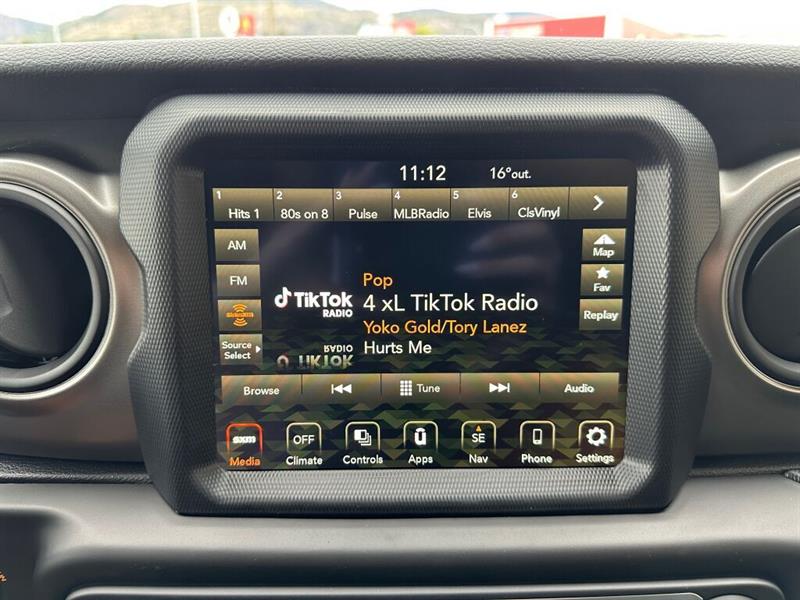 11:12 16°out.
1 2 3 4 5 6
Hits 1 80s on 8 Pulse MLBRadio Elvis ClsVinyl
AM
Map
FM
Fav
SiriusXM
Replay
Source
Select
TikTok
RADIO
Pop
4 xL TikTok Radio
Yoko Gold/Tory Lanez
Hurts Me
Browse Tune Audio
sxm OFF ū SE
Media Climate Controls Apps Nav Phone Settings